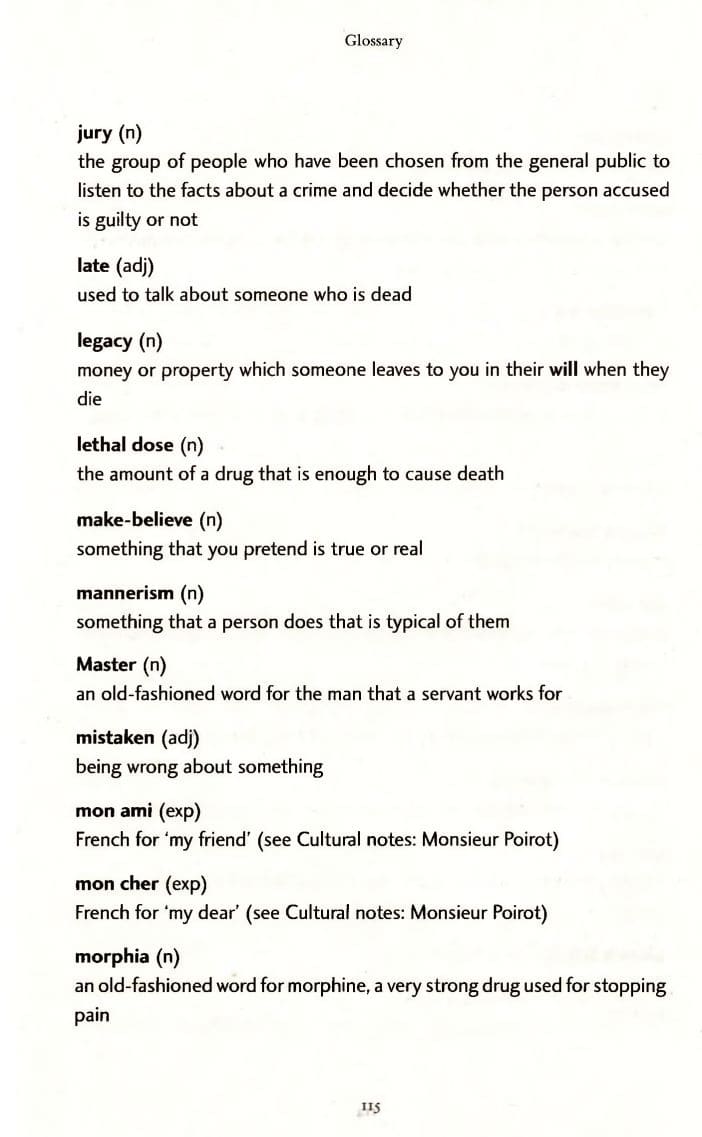 Glossary
jury (n)
the group of people who have been chosen from the general public to
listen to the facts about a crime and decide whether the person accused
is guilty or not
late (adj)
used to talk about someone who is dead
legacy (n)
money or property which someone leaves to you in their will when they
die
lethal dose (n)
the amount of a drug that is enough to cause death
make-believe (n)
something that you pretend is true or real
mannerism (n)
something that a person does that is typical of them
Master (n)
an old-fashioned word for the man that a servant works for
mistaken (adj)
being wrong about something
mon ami (exp)
French for ‘my friend’ (see Cultural notes: Monsieur Poirot)
mon cher (exp)
French for ‘my dear’ (see Cultural notes: Monsieur Poirot)
morphia (n)
an old-fashioned word for morphine, a very strong drug used for stopping
pain
115